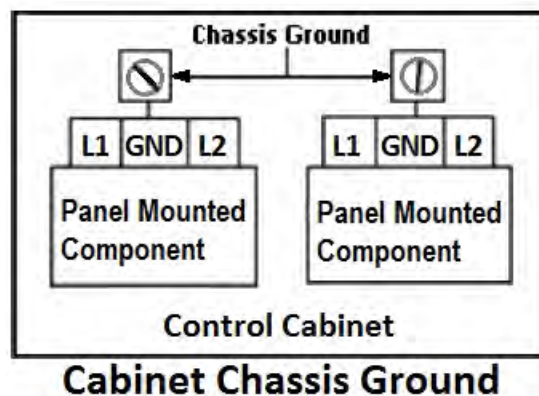 Chassis Ground
L1 GND L2
L1 GND L2
Panel Mounted
Component
Panel Mounted
Component
Control Cabinet
Cabinet Chassis Ground